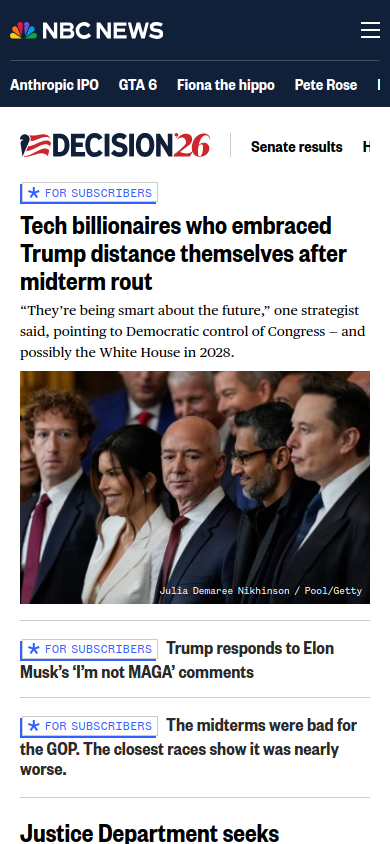 NBC NEWS
Anthropic IPO GTA 6 Fiona the hippo Pete Rose
DECISION'26 Senate results H
FOR SUBSCRIBERS
Tech billionaires who embraced
Trump distance themselves after
midterm rout
“They’re being smart about the future,” one strategist
said, pointing to Democratic control of Congress — and
possibly the White House in 2028.
Julia Demaree Nikhinson / Pool/Getty
FOR SUBSCRIBERS Trump responds to Elon
Musk’s ‘I’m not MAGA’ comments
FOR SUBSCRIBERS The midterms were bad for
the GOP. The closest races show it was nearly
worse.
Justice Department seeks